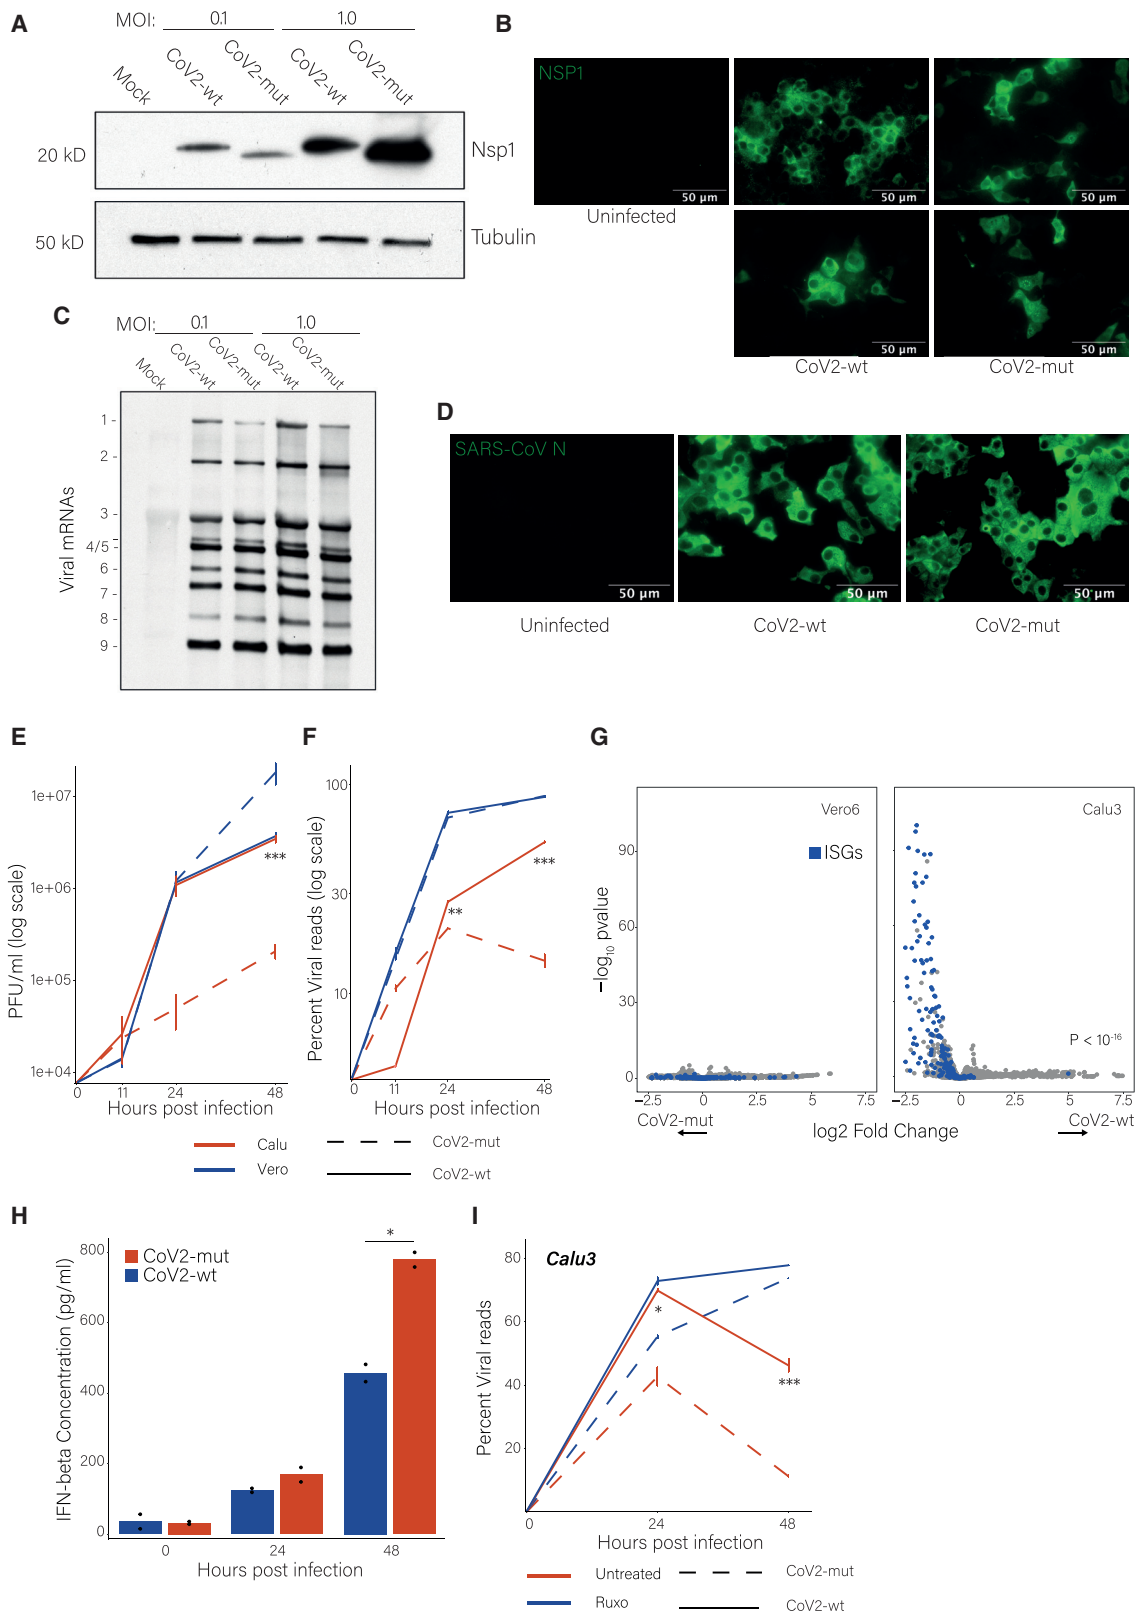 A
MOI:
0.1
1.0
Mock
CoV2-wt
CoV2-mut
CoV2-wt
CoV2-mut
20 kD
Nsp1
50 kD
Tubulin
B
NSP1
50 µm
50 µm
50 µm
Uninfected
50 µm
50 µm
CoV2-wt
CoV2-mut
C
MOI:
0.1
1.0
Mock
CoV2-wt
CoV2-mut
CoV2-wt
CoV2-mut
Viral mRNAs
1 -
2 -
3 -
4/5 -
6 -
7 -
8 -
9 -
D
SARS-CoV N
50 µm
50 µm
50 µm
Uninfected
CoV2-wt
CoV2-mut
E
PFU/ml (log scale)
1e+07
1e+06
1e+05
1e+04
***
0
11
24
48
Hours post infection
F
Percent Viral reads (log scale)
100
30
10
**
***
0
11
24
48
Hours post infection
Calu
Vero
CoV2-mut
CoV2-wt
G
−log10 pvalue
90
60
30
0
Vero6
ISGs
Calu3
P < 10-16
−2.5
0
2.5
5
7.5
−2.5
0
2.5
5
7.5
CoV2-mut
log2 Fold Change
CoV2-wt
H
IFN-beta Concentration (pg/ml)
800
600
400
200
0
CoV2-mut
CoV2-wt
*
0
24
48
Hours post infection
I
Calu3
Percent Viral reads
80
60
40
20
*
***
0
24
48
Hours post infection
Untreated
Ruxo
CoV2-mut
CoV2-wt